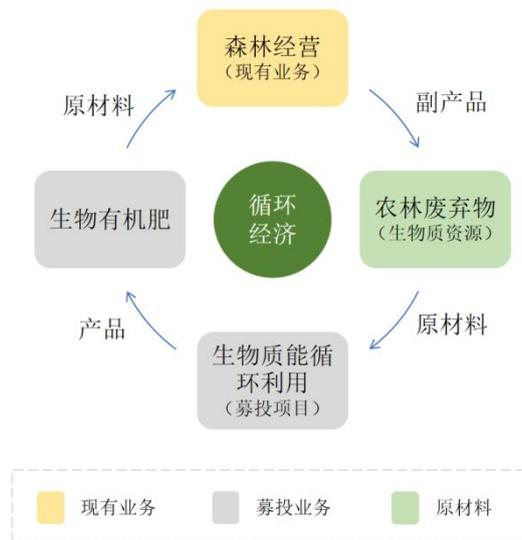 森林经营
（现有业务）
原材料
副产品
生物有机肥
循环
经济
农林废弃物
（生物质资源）
产品
原材料
生物质能循
环利用
（募投项目）
现有业务
募投业务
原材料